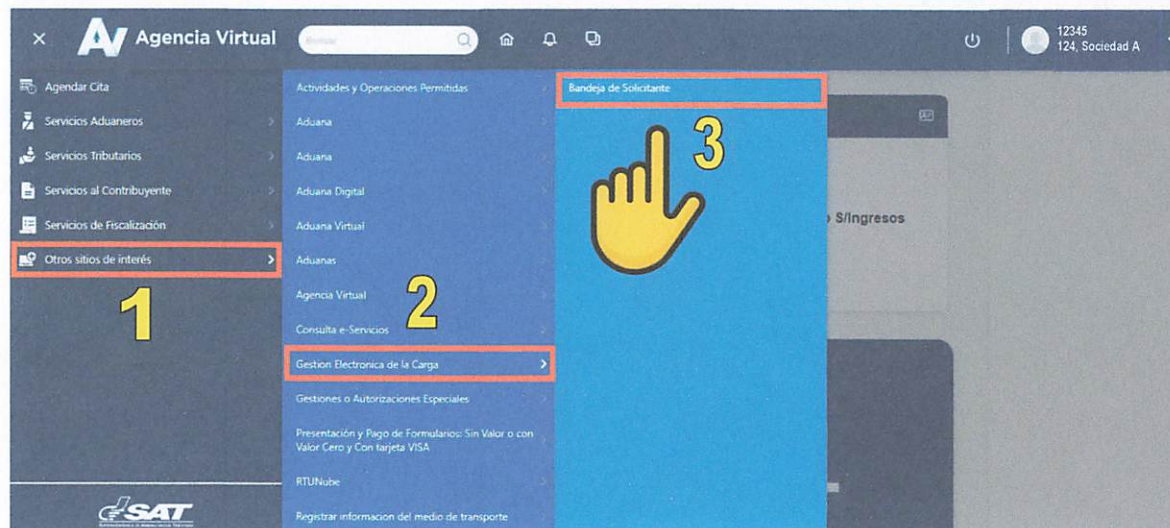 Agencia Virtual
Buscar
12345
124, Sociedad A
Agendar Cita
Servicios Aduaneros
Servicios Tributarios
Servicios al Contribuyente
Servicios de Fiscalización
Otros sitios de interés
1
SAT
Actividades y Operaciones Permitidas
Aduana
Aduana
Aduana Digital
Aduana Virtual
Aduanas
Agencia Virtual
2
Consulta e-Servicios
Gestion Electronica de la Carga
Gestiones o Autorizaciones Especiales
Presentación y Pago de Formularios: Sin Valor o con
Valor Cero y Con tarjeta VISA
RTUNube
Registrar informacion del medio de transporte
Bandeja de Solicitante
3
S/Ingresos